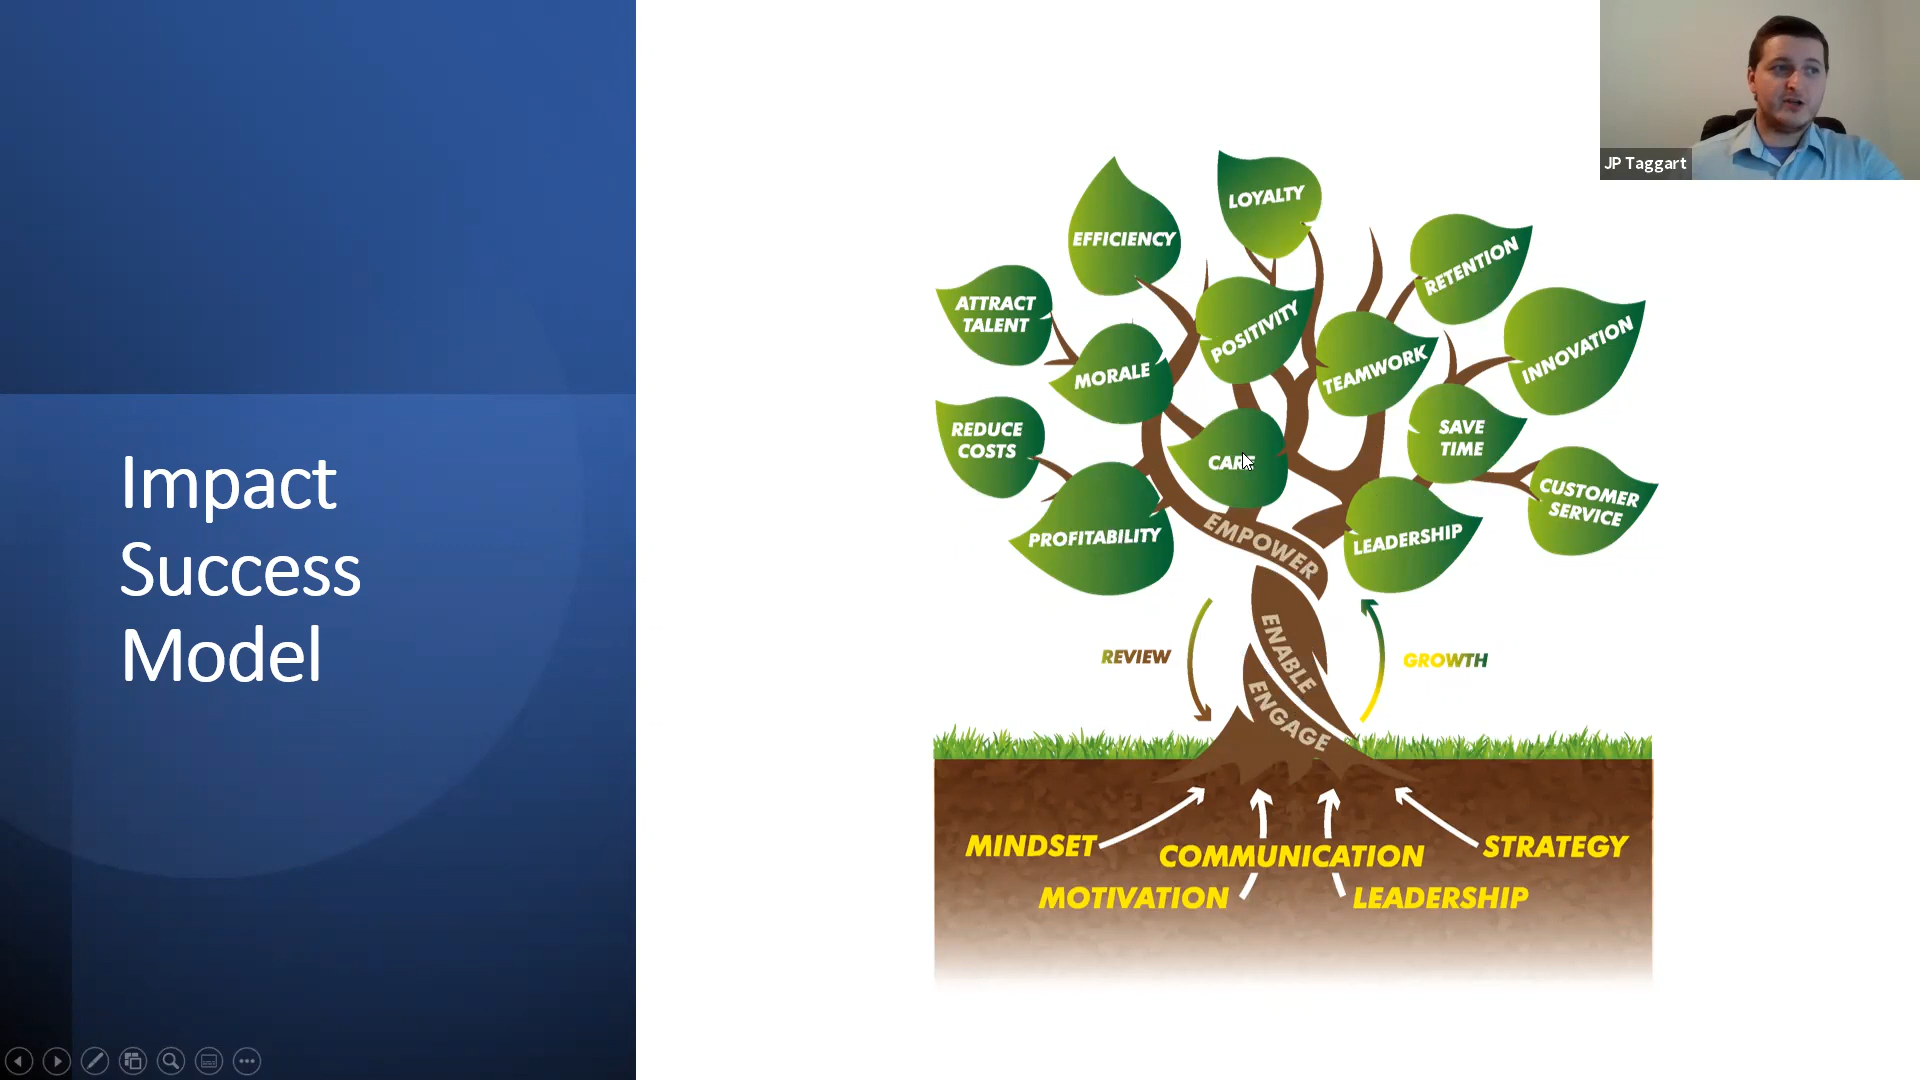 Impact
Success
Model
JP Taggart
LOYALTY
EFFICIENCY
RETENTION
ATTRACT
TALENT
POSITIVITY
INNOVATION
MORALE
TEAMWORK
REDUCE
COSTS
SAVE
TIME
CARE
CUSTOMER
SERVICE
PROFITABILITY
LEADERSHIP
EMPOWER
ENABLE
ENGAGE
REVIEW
GROWTH
MINDSET
COMMUNICATION
STRATEGY
MOTIVATION
LEADERSHIP